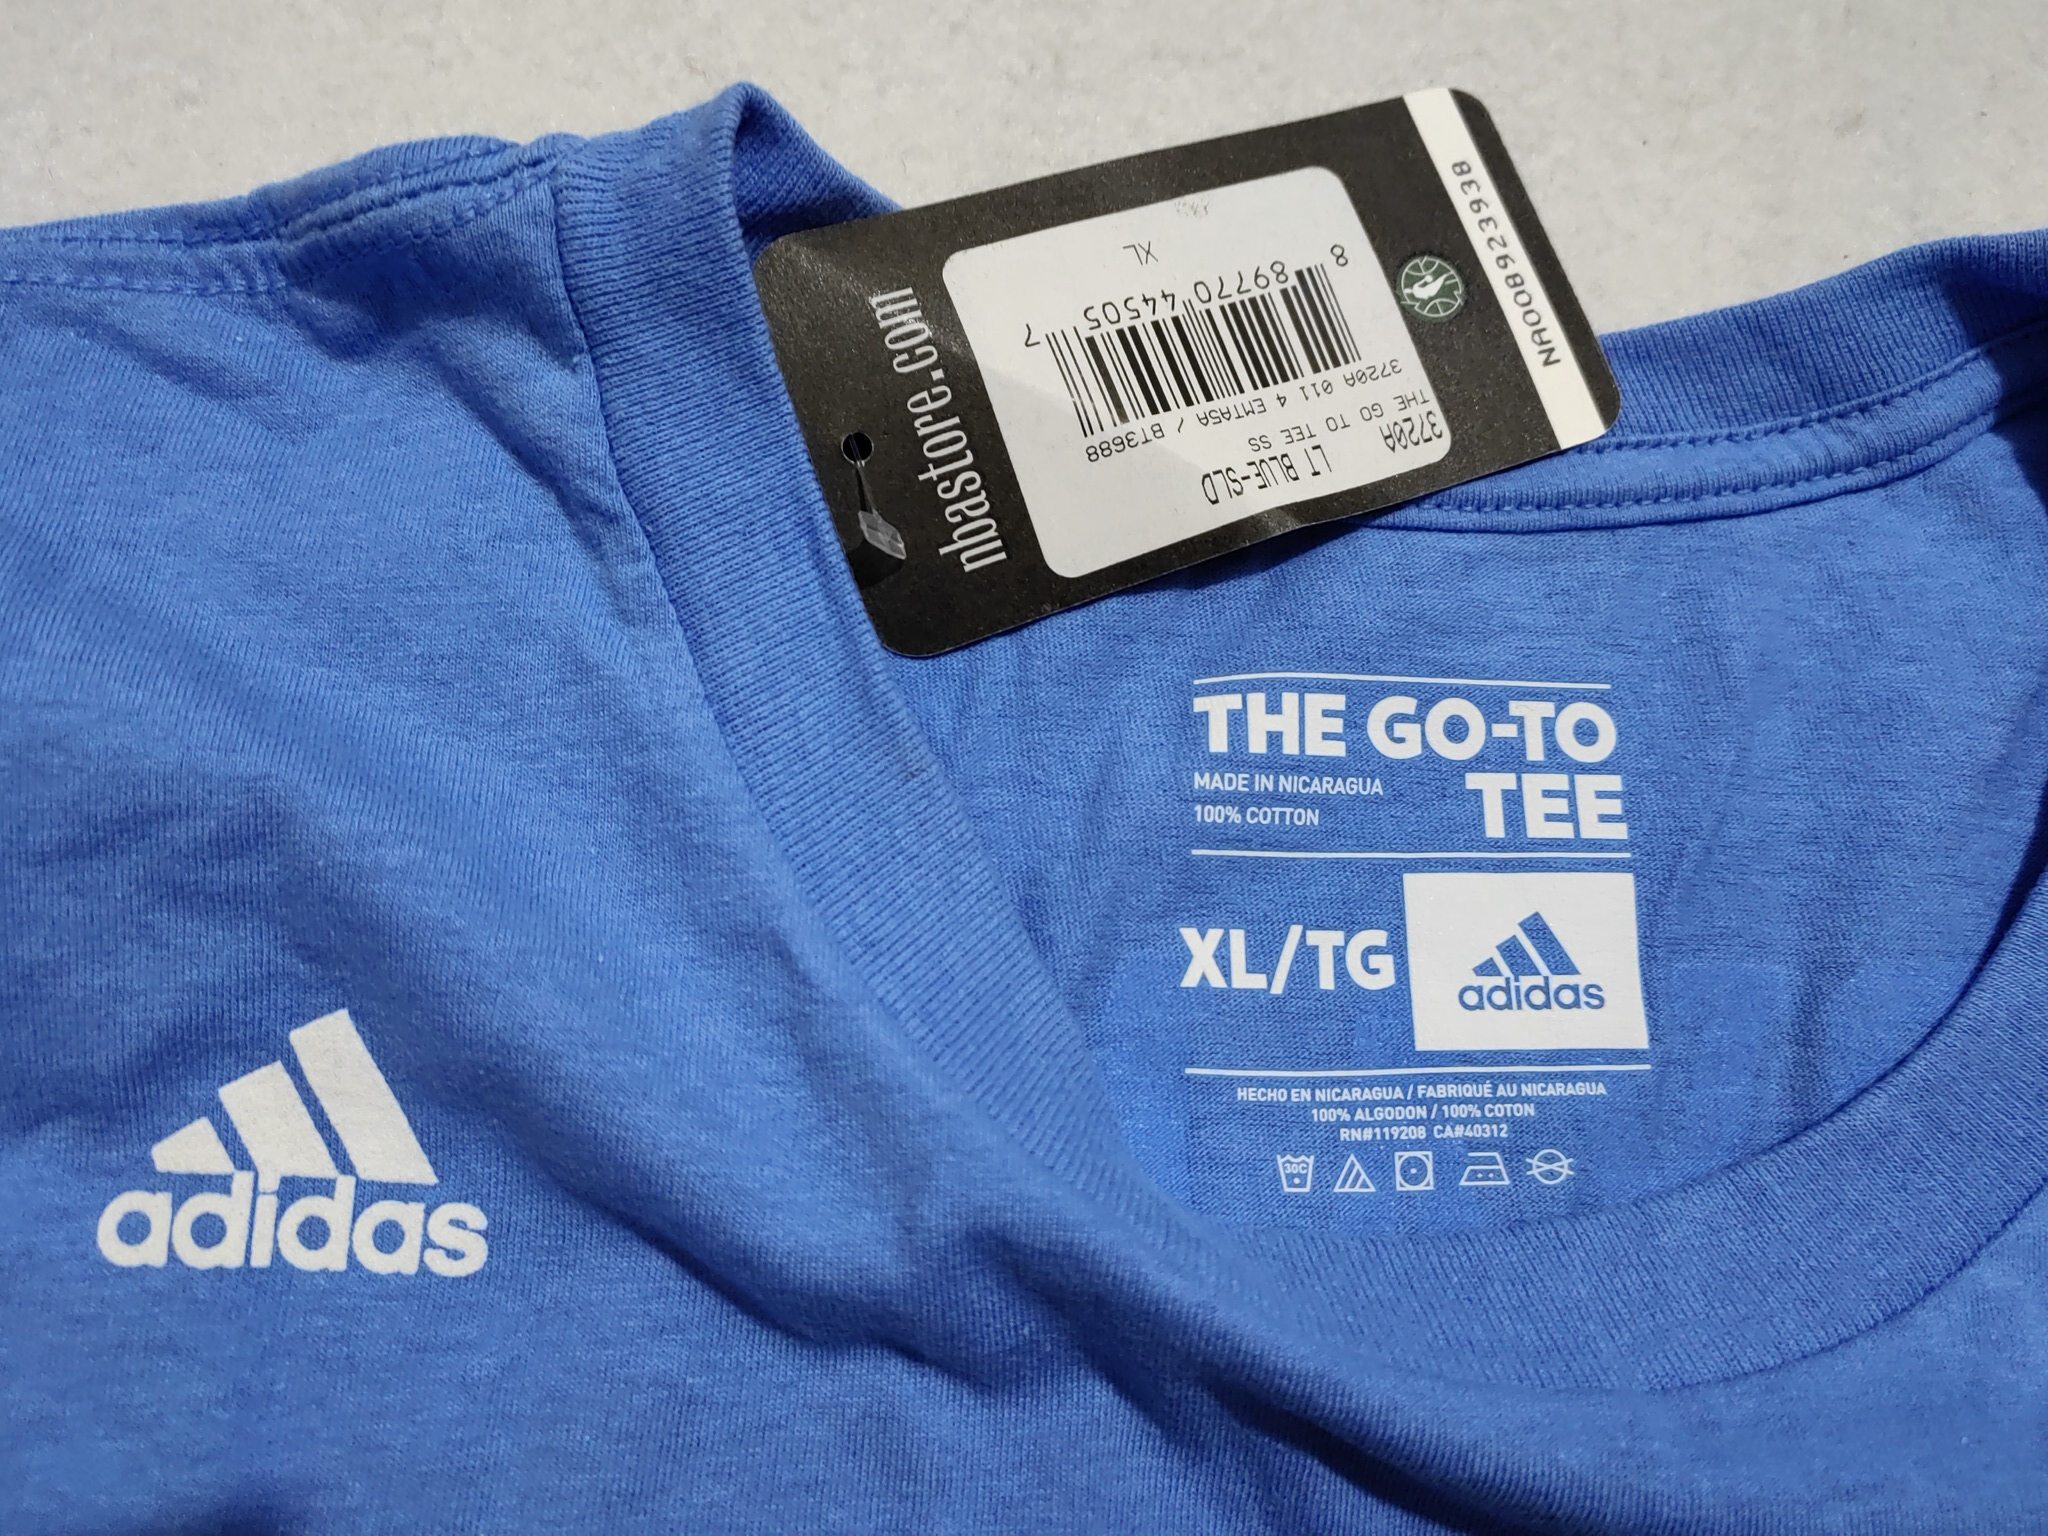 NA008923938
nbastore.com
3720A
LT BLUE-SLD
THE GO TO TEE SS
3720A 011 4 EMTA5A / BT3688
8 89770 44505 7
XL
THE GO-TO
TEE
MADE IN NICARAGUA
100% COTTON
XL/TG
adidas
HECHO EN NICARAGUA / FABRIQUÉ AU NICARAGUA
100% ALGODON / 100% COTON
RN#119208 CA#40312
30C
adidas